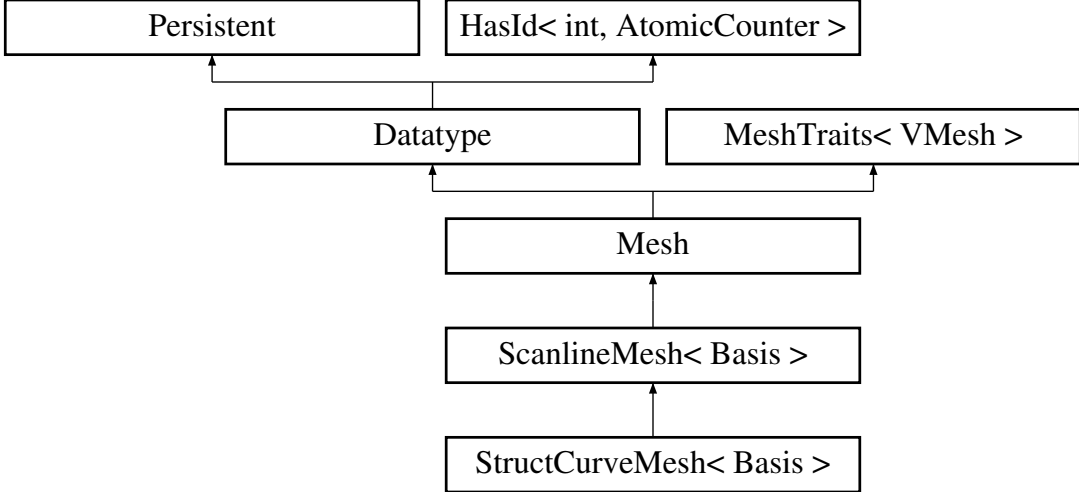 Persistent
HasId< int, AtomicCounter >
Datatype
MeshTraits< VMesh >
Mesh
ScanlineMesh< Basis >
StructCurveMesh< Basis >